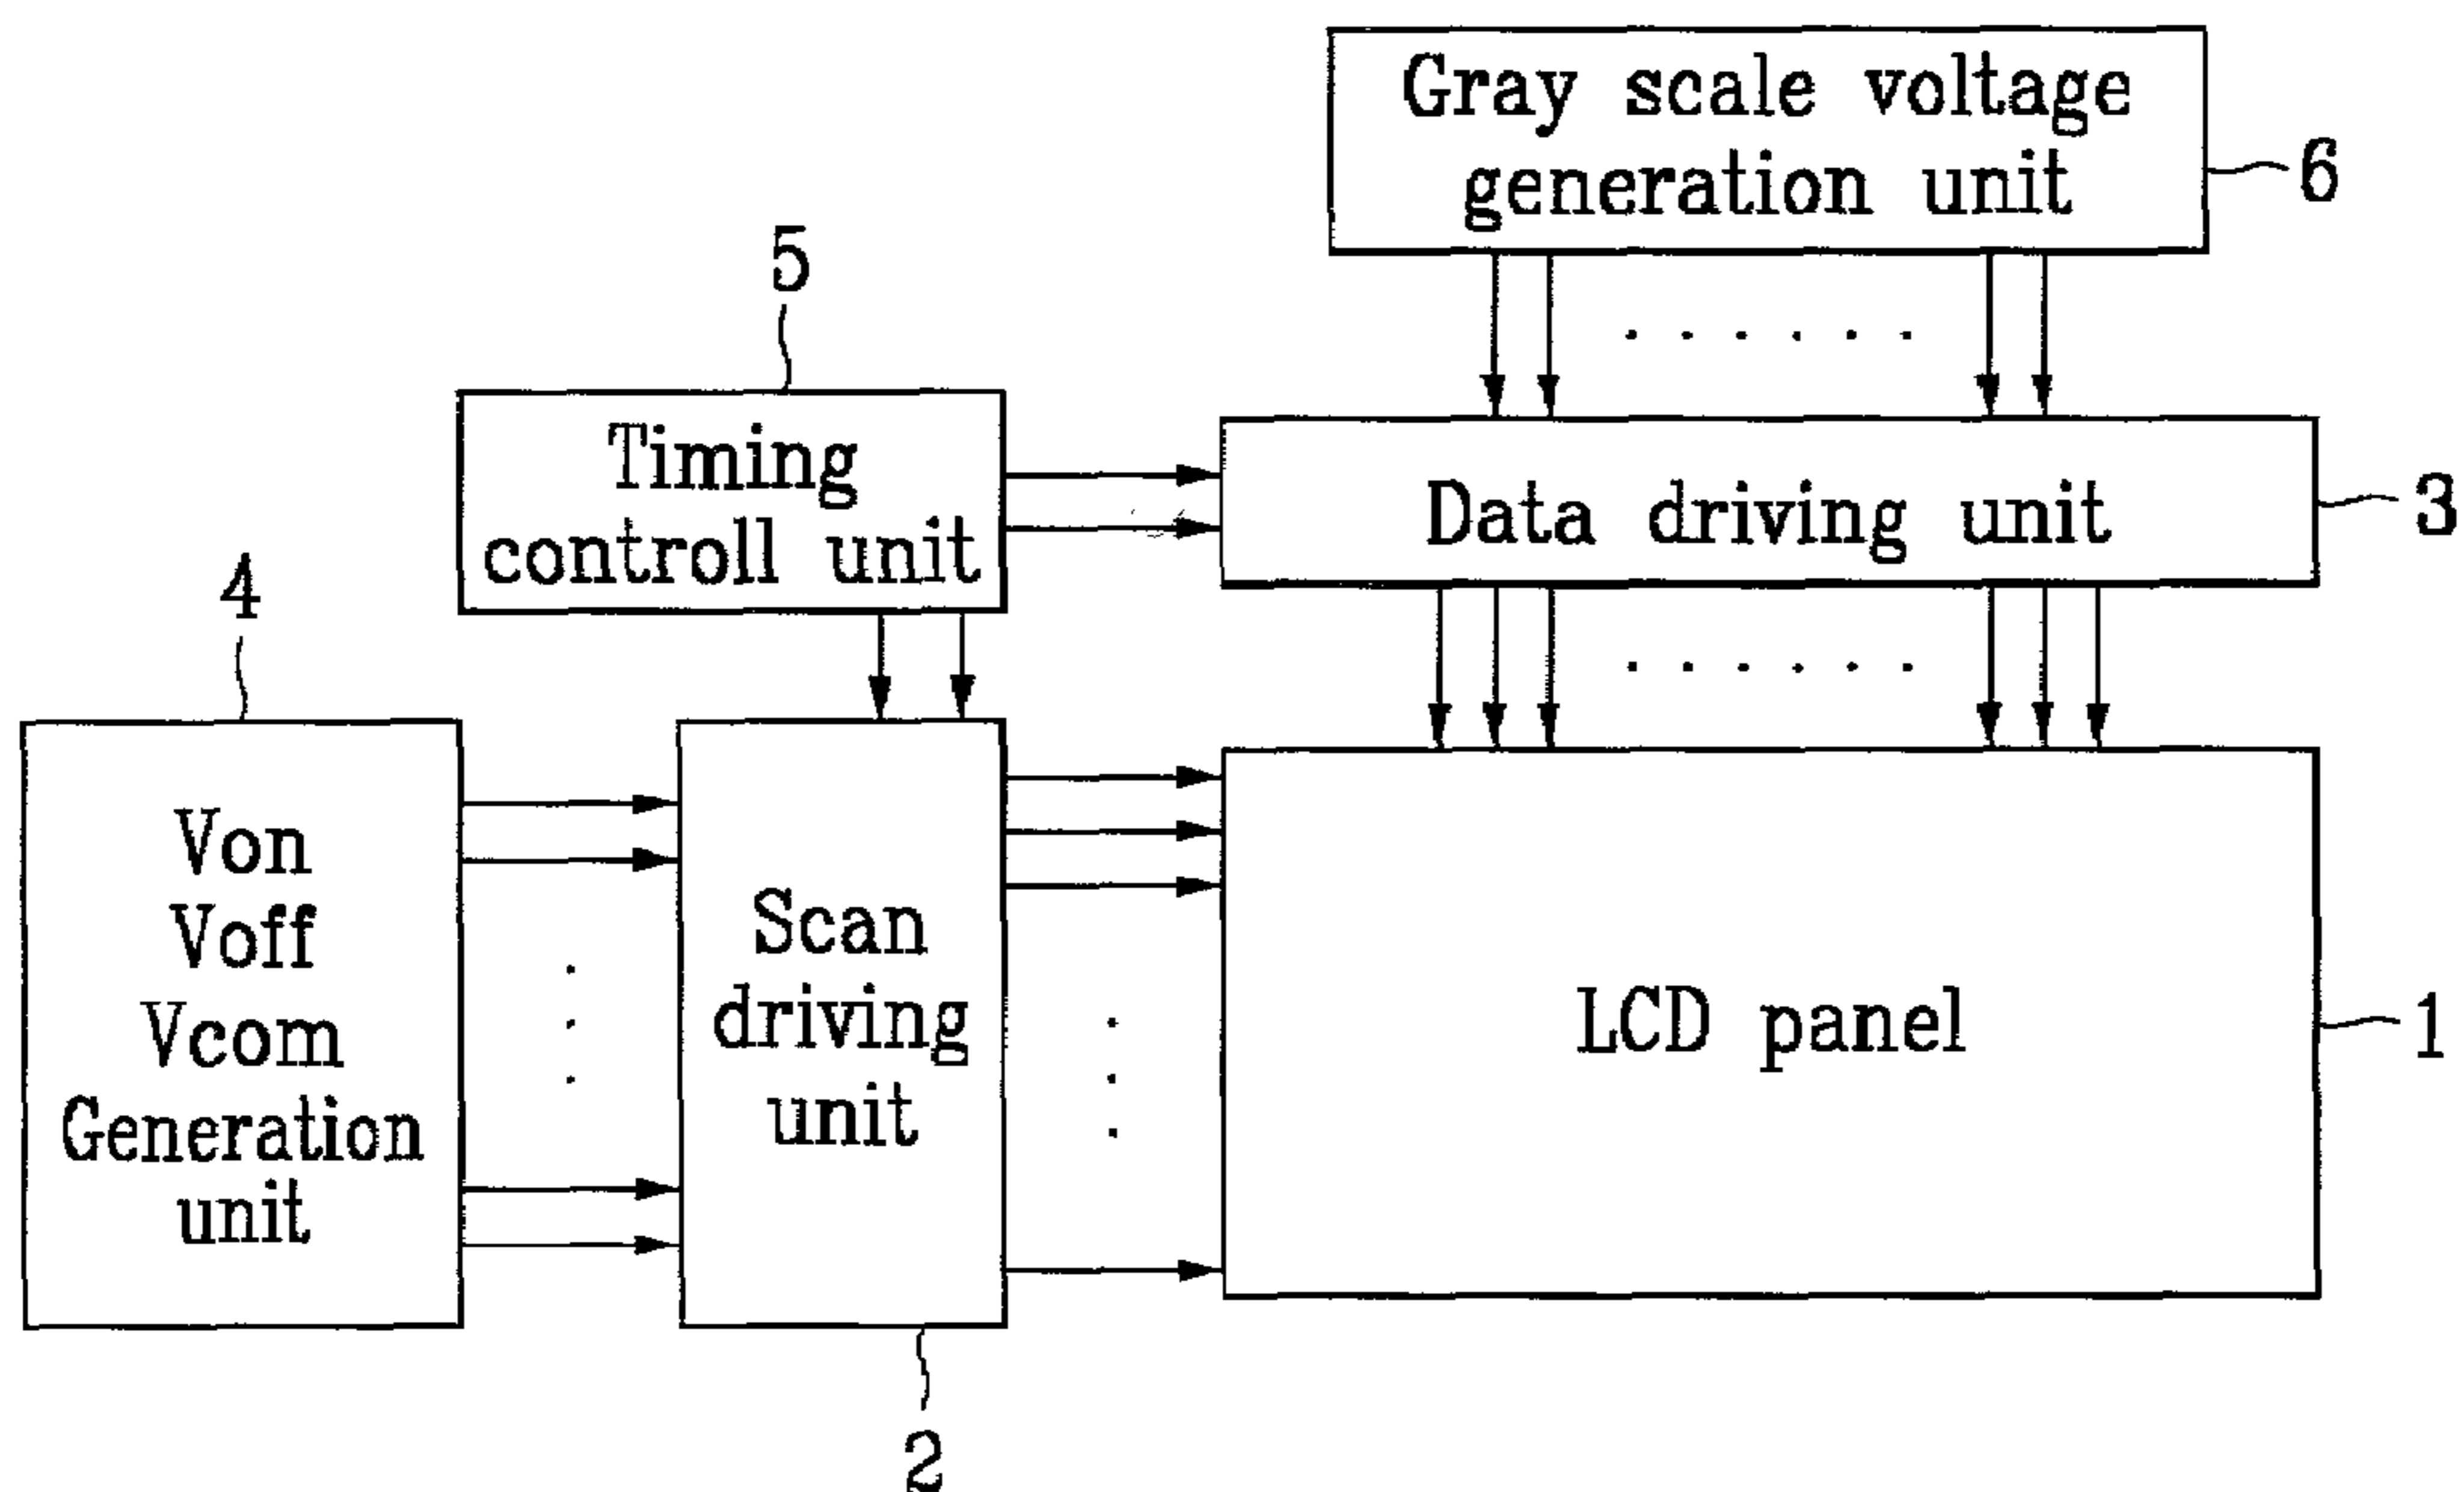 Gray scale voltage
generation unit
6
5
Timing
controll unit
Data driving unit
3
4
Von
Voff
Vcom
Generation
unit
Scan
driving
unit
LCD panel
1
2